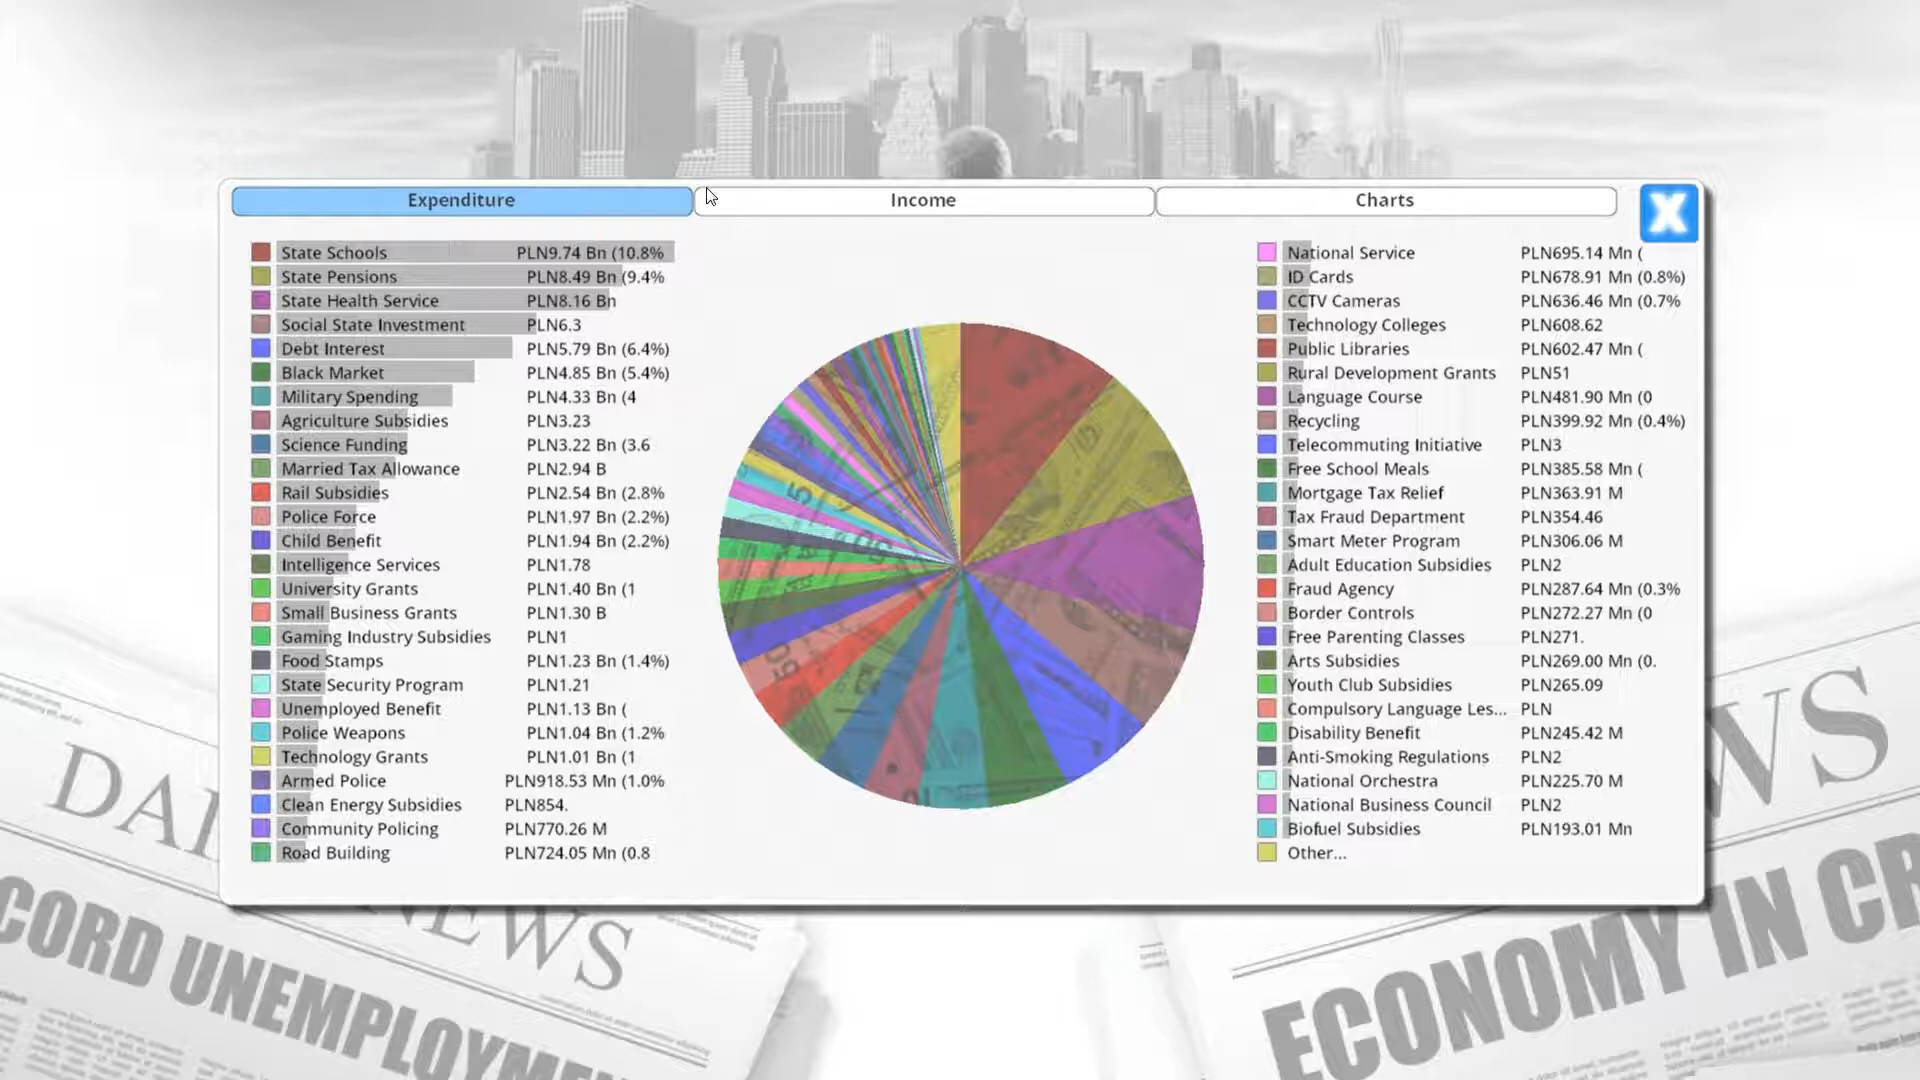 Expenditure
Income
Charts
X
State Schools PLN9.74 Bn (10.8%
State Pensions PLN8.49 Bn (9.4%
State Health Service PLN8.16 Bn
Social State Investment PLN6.3
Debt Interest PLN5.79 Bn (6.4%)
Black Market PLN4.85 Bn (5.4%)
Military Spending PLN4.33 Bn (4
Agriculture Subsidies PLN3.23
Science Funding PLN3.22 Bn (3.6
Married Tax Allowance PLN2.94 B
Rail Subsidies PLN2.54 Bn (2.8%
Police Force PLN1.97 Bn (2.2%)
Child Benefit PLN1.94 Bn (2.2%)
Intelligence Services PLN1.78
University Grants PLN1.40 Bn (1
Small Business Grants PLN1.30 B
Gaming Industry Subsidies PLN1
Food Stamps PLN1.23 Bn (1.4%)
State Security Program PLN1.21
Unemployed Benefit PLN1.13 Bn (
Police Weapons PLN1.04 Bn (1.2%
Technology Grants PLN1.01 Bn (1
Armed Police PLN918.53 Mn (1.0%
Clean Energy Subsidies PLN854.
Community Policing PLN770.26 M
Road Building PLN724.05 Mn (0.8
National Service PLN695.14 Mn (
ID Cards PLN678.91 Mn (0.8%)
CCTV Cameras PLN636.46 Mn (0.7%
Technology Colleges PLN608.62
Public Libraries PLN602.47 Mn (
Rural Development Grants PLN51
Language Course PLN481.90 Mn (0
Recycling PLN399.92 Mn (0.4%)
Telecommuting Initiative PLN3
Free School Meals PLN385.58 Mn (
Mortgage Tax Relief PLN363.91 M
Tax Fraud Department PLN354.46
Smart Meter Program PLN306.06 M
Adult Education Subsidies PLN2
Fraud Agency PLN287.64 Mn (0.3%
Border Controls PLN272.27 Mn (0
Free Parenting Classes PLN271.
Arts Subsidies PLN269.00 Mn (0.
Youth Club Subsidies PLN265.09
Compulsory Language Les... PLN
Disability Benefit PLN245.42 M
Anti-Smoking Regulations PLN2
National Orchestra PLN225.70 M
National Business Council PLN2
Biofuel Subsidies PLN193.01 Mn
Other...
DAI
NEWS
CORD UNEMPLOYME
WS
ECONOMY IN CR